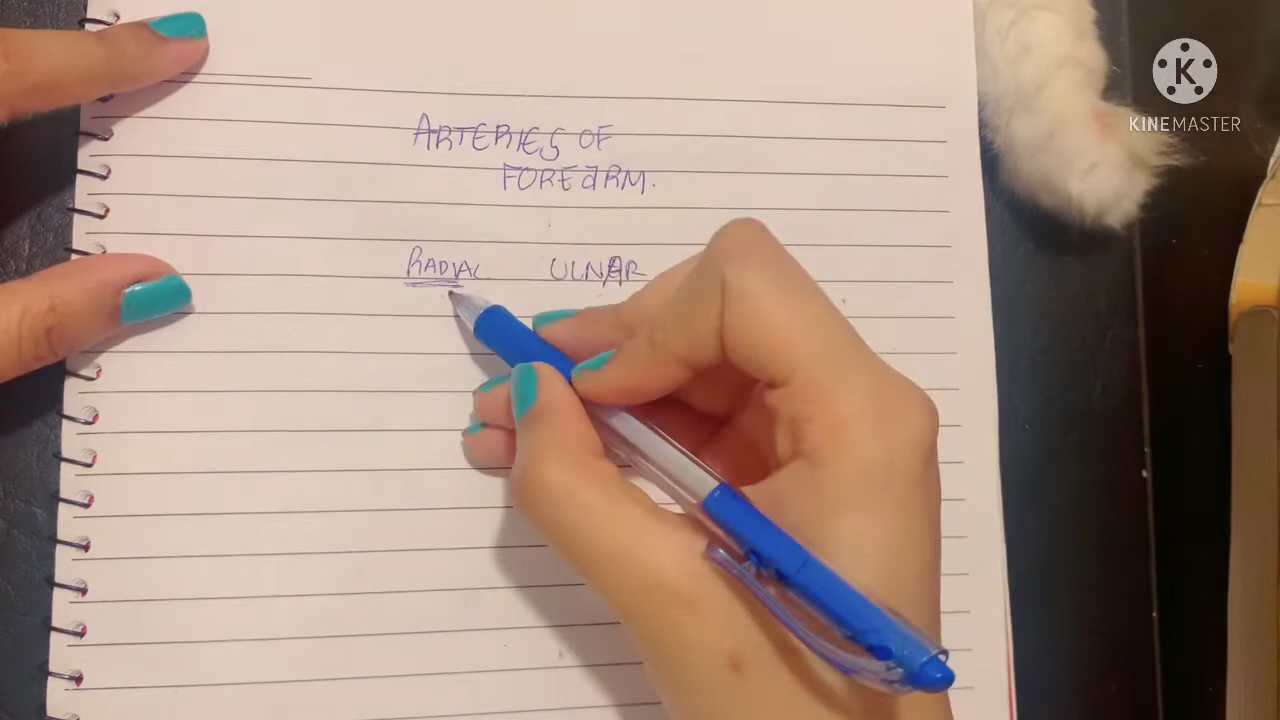 K
KINEMASTER
ARTERIES OF
FOREARM.
RADIAL ULNAR